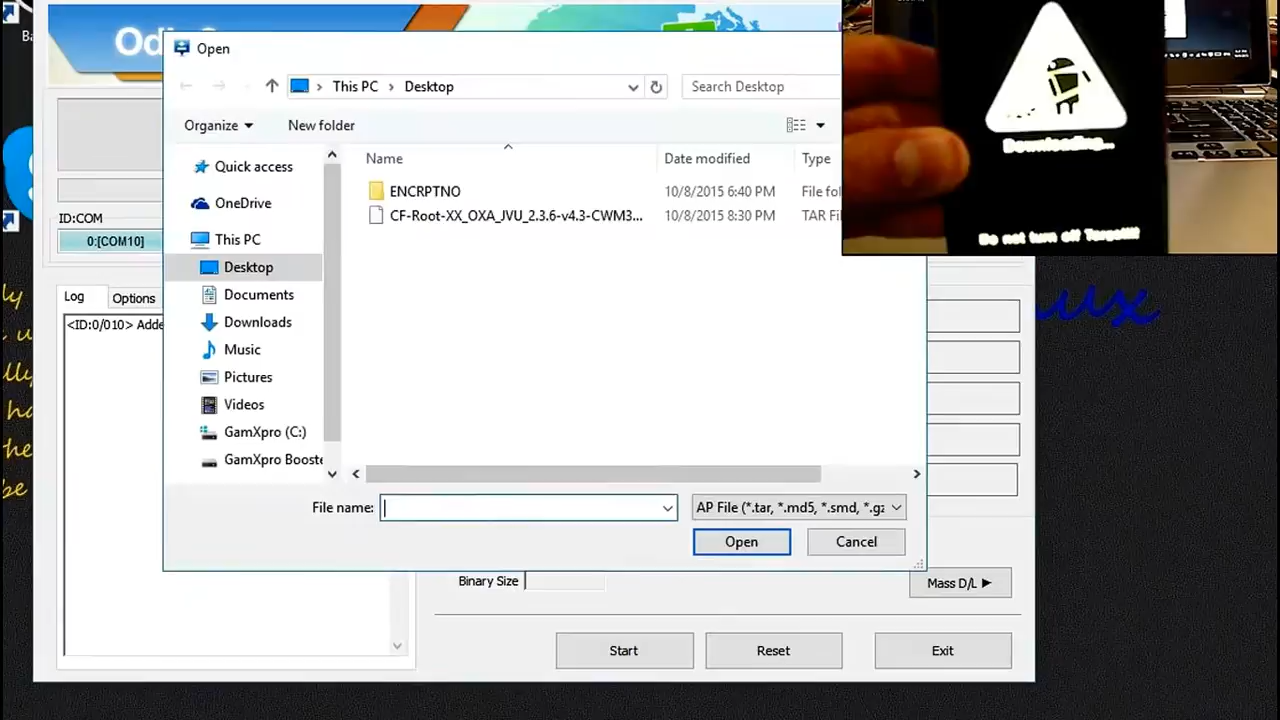 Open
This PC
Desktop
Search Desktop
Organize
New folder
Name
Date modified
Type
Quick access
OneDrive
This PC
Desktop
Documents
Downloads
Music
Pictures
Videos
GamXpro (C:)
GamXpro Booste
ENCRPTNO 10/8/2015 6:40 PM File fol
CF-Root-XX_OXA_JVU_2.3.6-v4.3-CWM3... 10/8/2015 8:30 PM TAR Fil
File name:
AP File (*.tar, *.md5, *.smd, *.gz
Open
Cancel
ID:COM
0:[COM10]
Log
Options
<ID:0/010> Adde
Binary Size
Mass D/L
Start
Reset
Exit
Downloading...
Do not turn off Target!!!